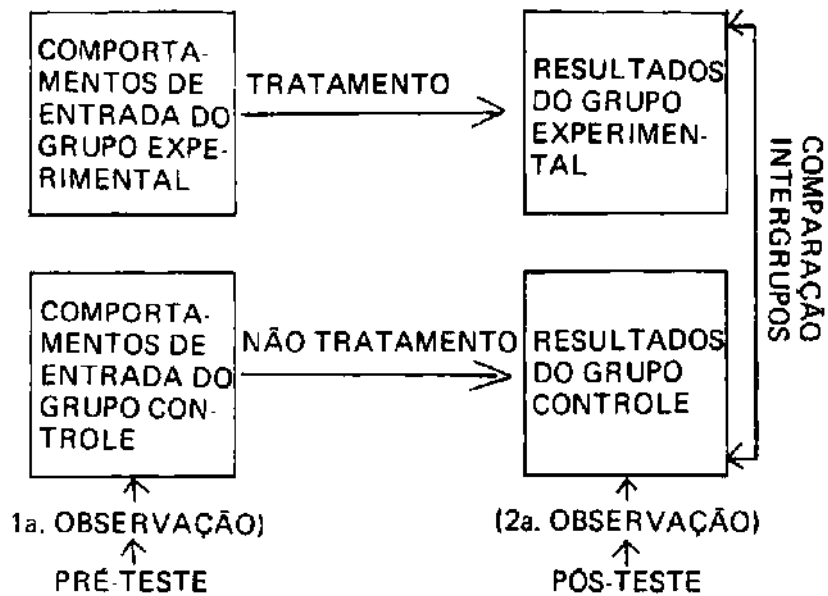 COMPORTA-
MENTOS DE
ENTRADA DO
GRUPO EXPE-
RIMENTAL
TRATAMENTO
RESULTADOS
DO GRUPO
EXPERIMEN-
TAL
COMPARAÇÃO
INTERGRUPOS
COMPORTA-
MENTOS DE
ENTRADA DO
GRUPO CON-
TROLE
NÃO TRATAMENTO
RESULTADOS
DO GRUPO
CONTROLE
1a. OBSERVAÇÃO)
(2a. OBSERVAÇÃO)
PRÉ-TESTE
PÓS-TESTE